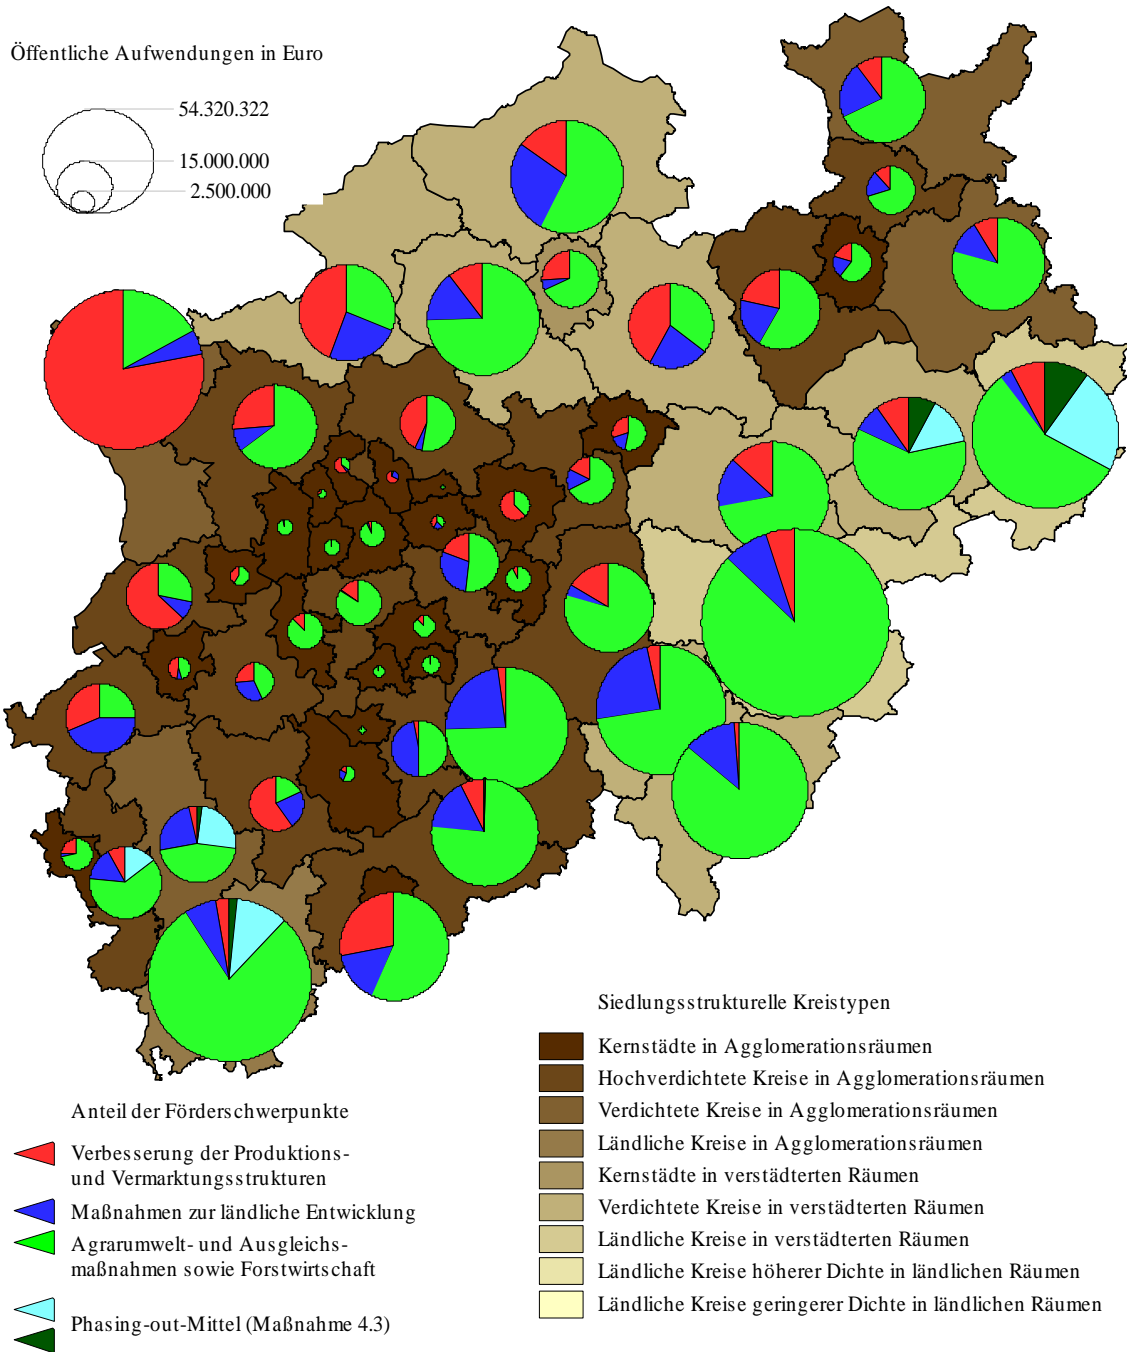 Öffentliche Aufwendungen in Euro
54.320.322
15.000.000
2.500.000
Siedlungsstrukturelle Kreistypen
Kernstädte in Agglomerationsräumen
Hochverdichtete Kreise in Agglomerationsräumen
Verdichtete Kreise in Agglomerationsräumen
Ländliche Kreise in Agglomerationsräumen
Kernstädte in verstädterten Räumen
Verdichtete Kreise in verstädterten Räumen
Ländliche Kreise in verstädterten Räumen
Ländliche Kreise höherer Dichte in ländlichen Räumen
Ländliche Kreise geringerer Dichte in ländlichen Räumen
Anteil der Förderschwerpunkte
Verbesserung der Produktions-
und Vermarktungsstrukturen
Maßnahmen zur ländliche Entwicklung
Agrarumwelt- und Ausgleichs-
maßnahmen sowie Forstwirtschaft
Phasing-out-Mittel (Maßnahme 4.3)